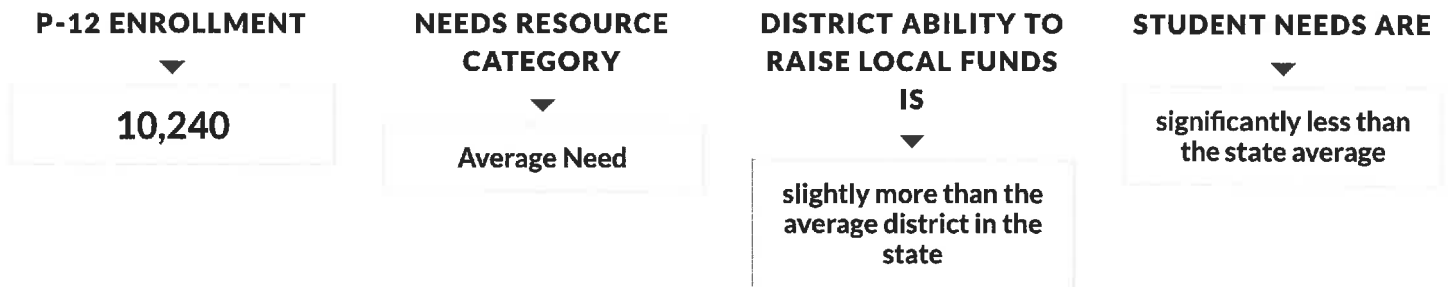 P-12 ENROLLMENT
10,240
NEEDS RESOURCE
CATEGORY
Average Need
DISTRICT ABILITY TO
RAISE LOCAL FUNDS
IS
slightly more than the
average district in the
state
STUDENT NEEDS ARE
significantly less than
the state average